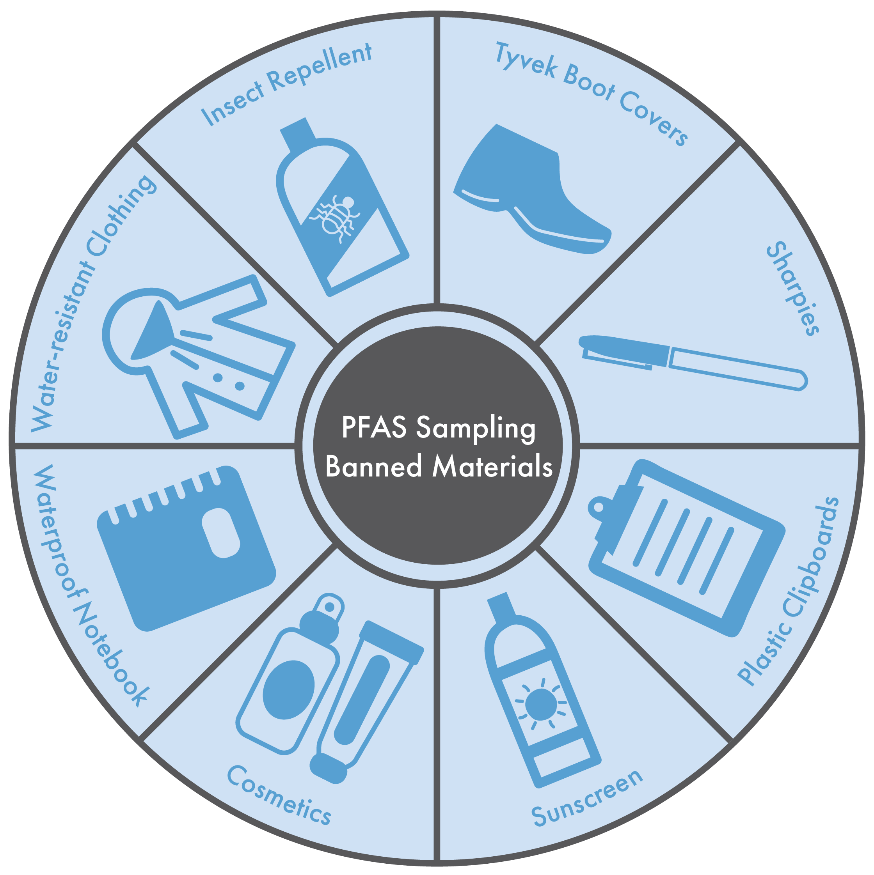 PFAS Sampling
Banned Materials
Tyvek Boot Covers
Sharpies
Plastic Clipboards
Sunscreen
Cosmetics
Waterproof Notebook
Water-resistant Clothing
Insect Repellent